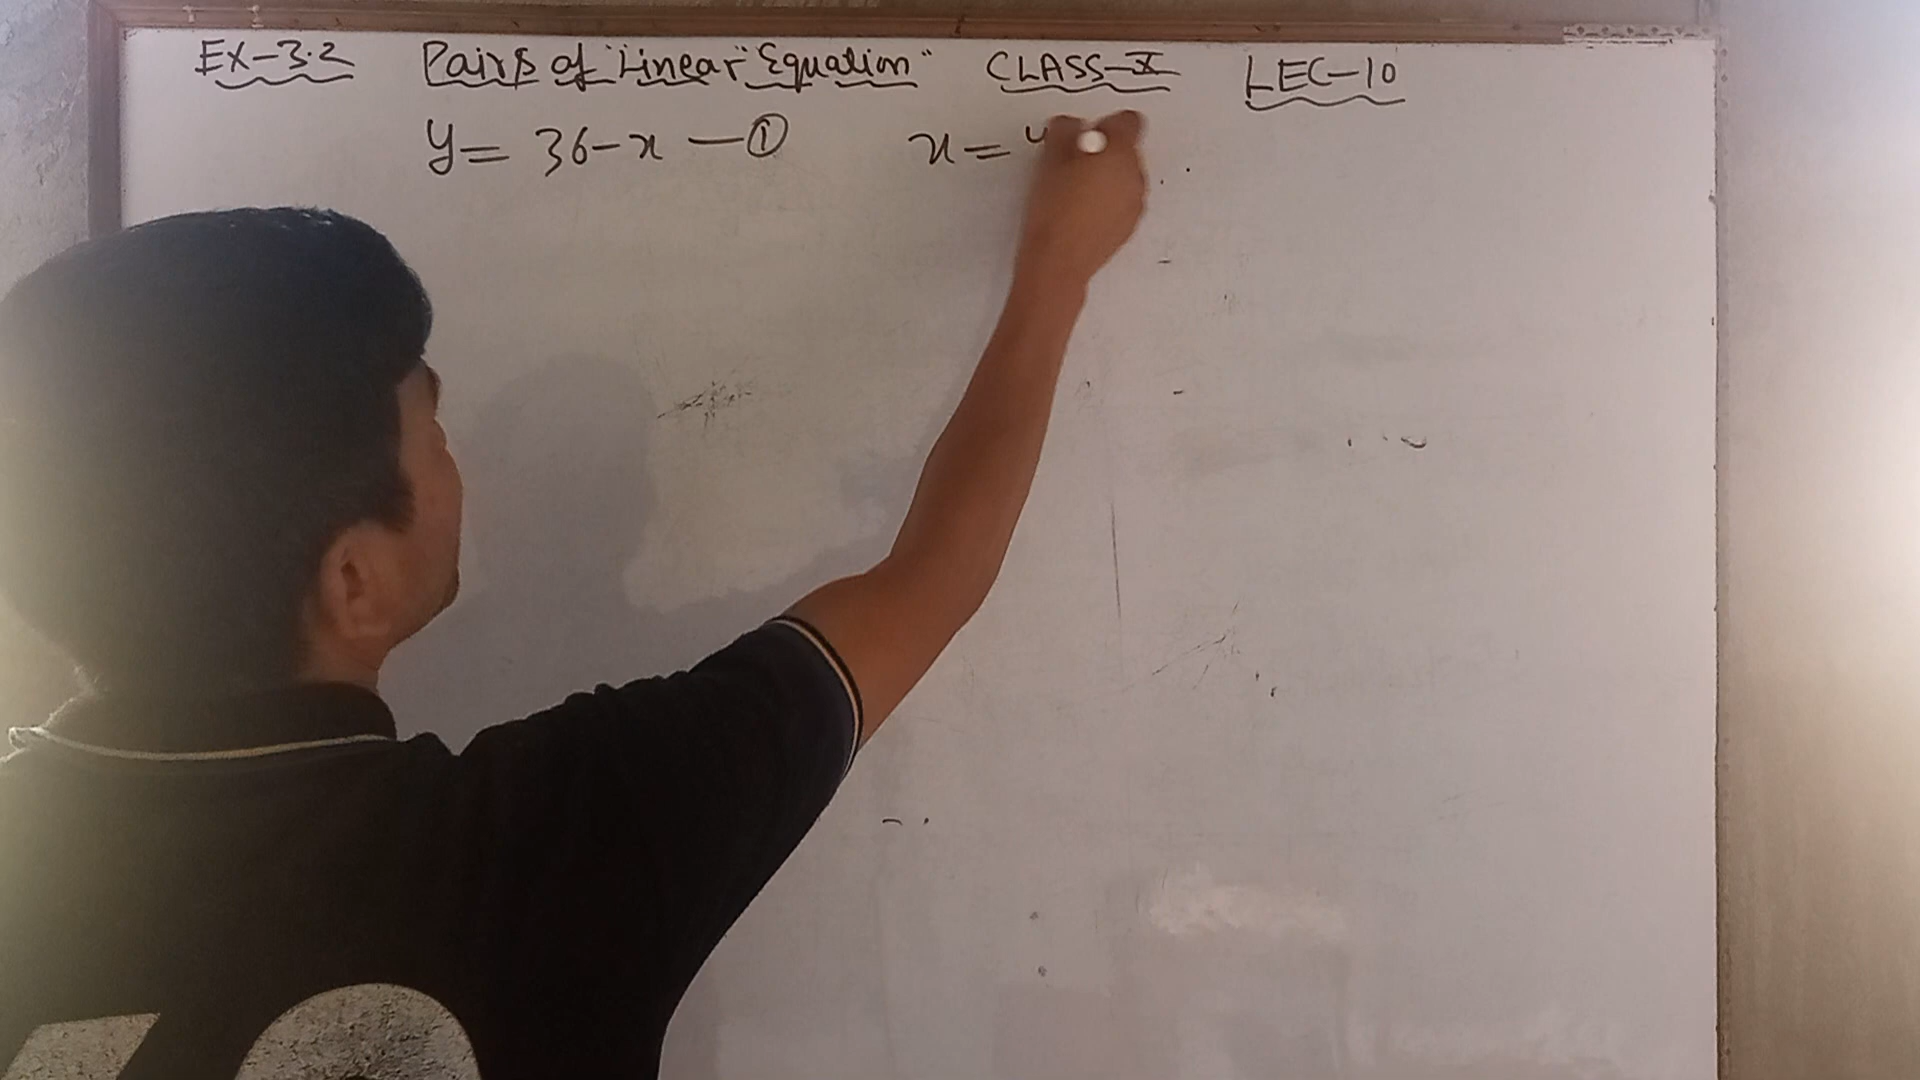 EX-3.2 Pairs of "Linear" Equation" CLASS-X LEC-10
y = 36-x —① x = y